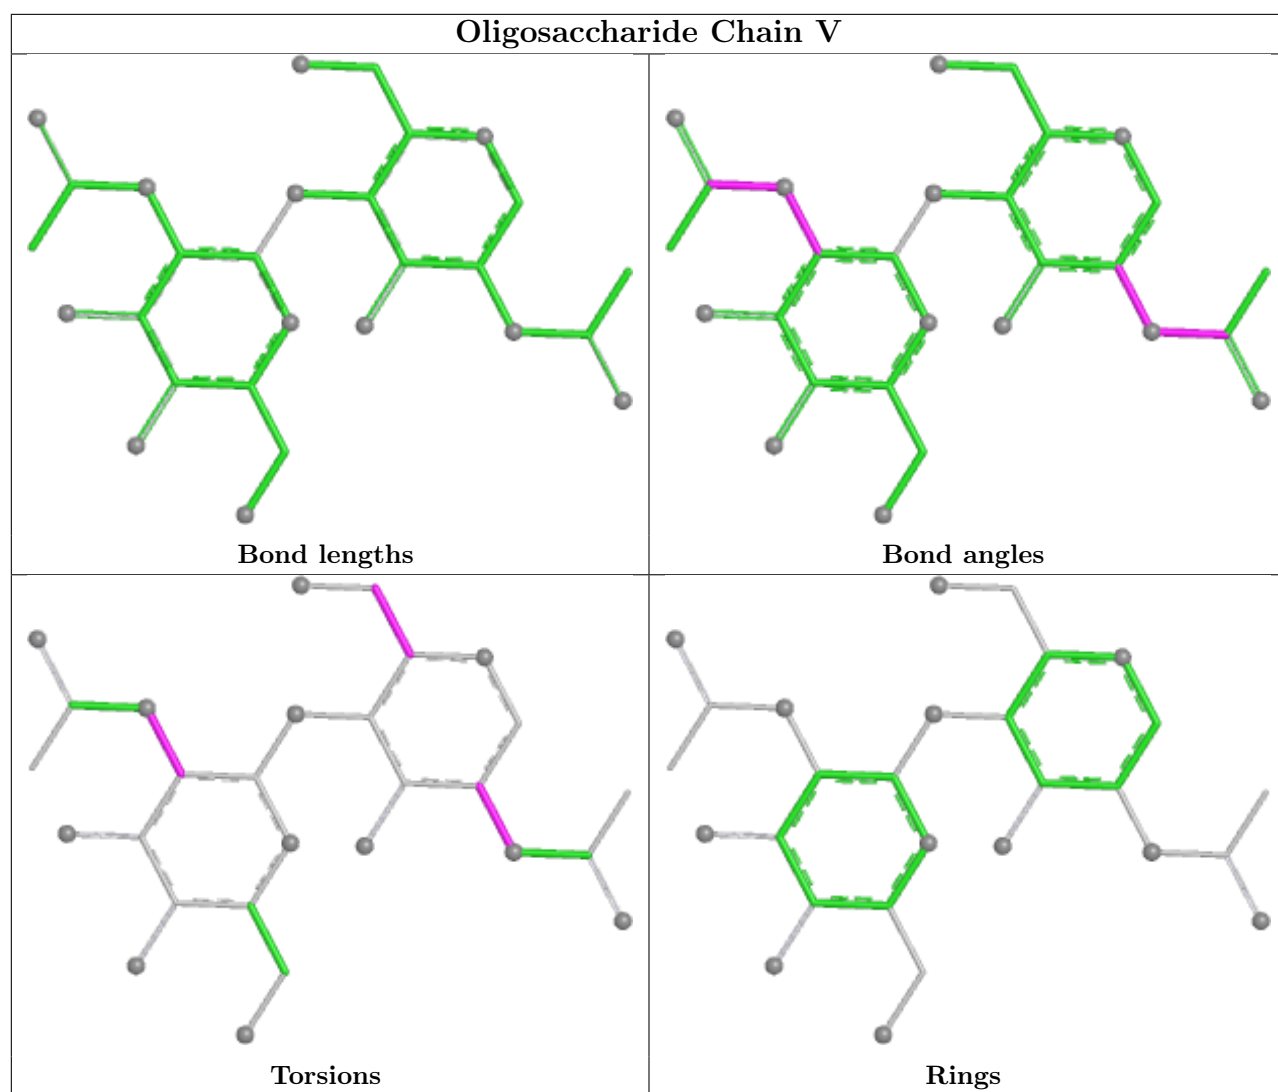 Oligosaccharide Chain V
Bond lengths
Bond angles
Torsions
Rings